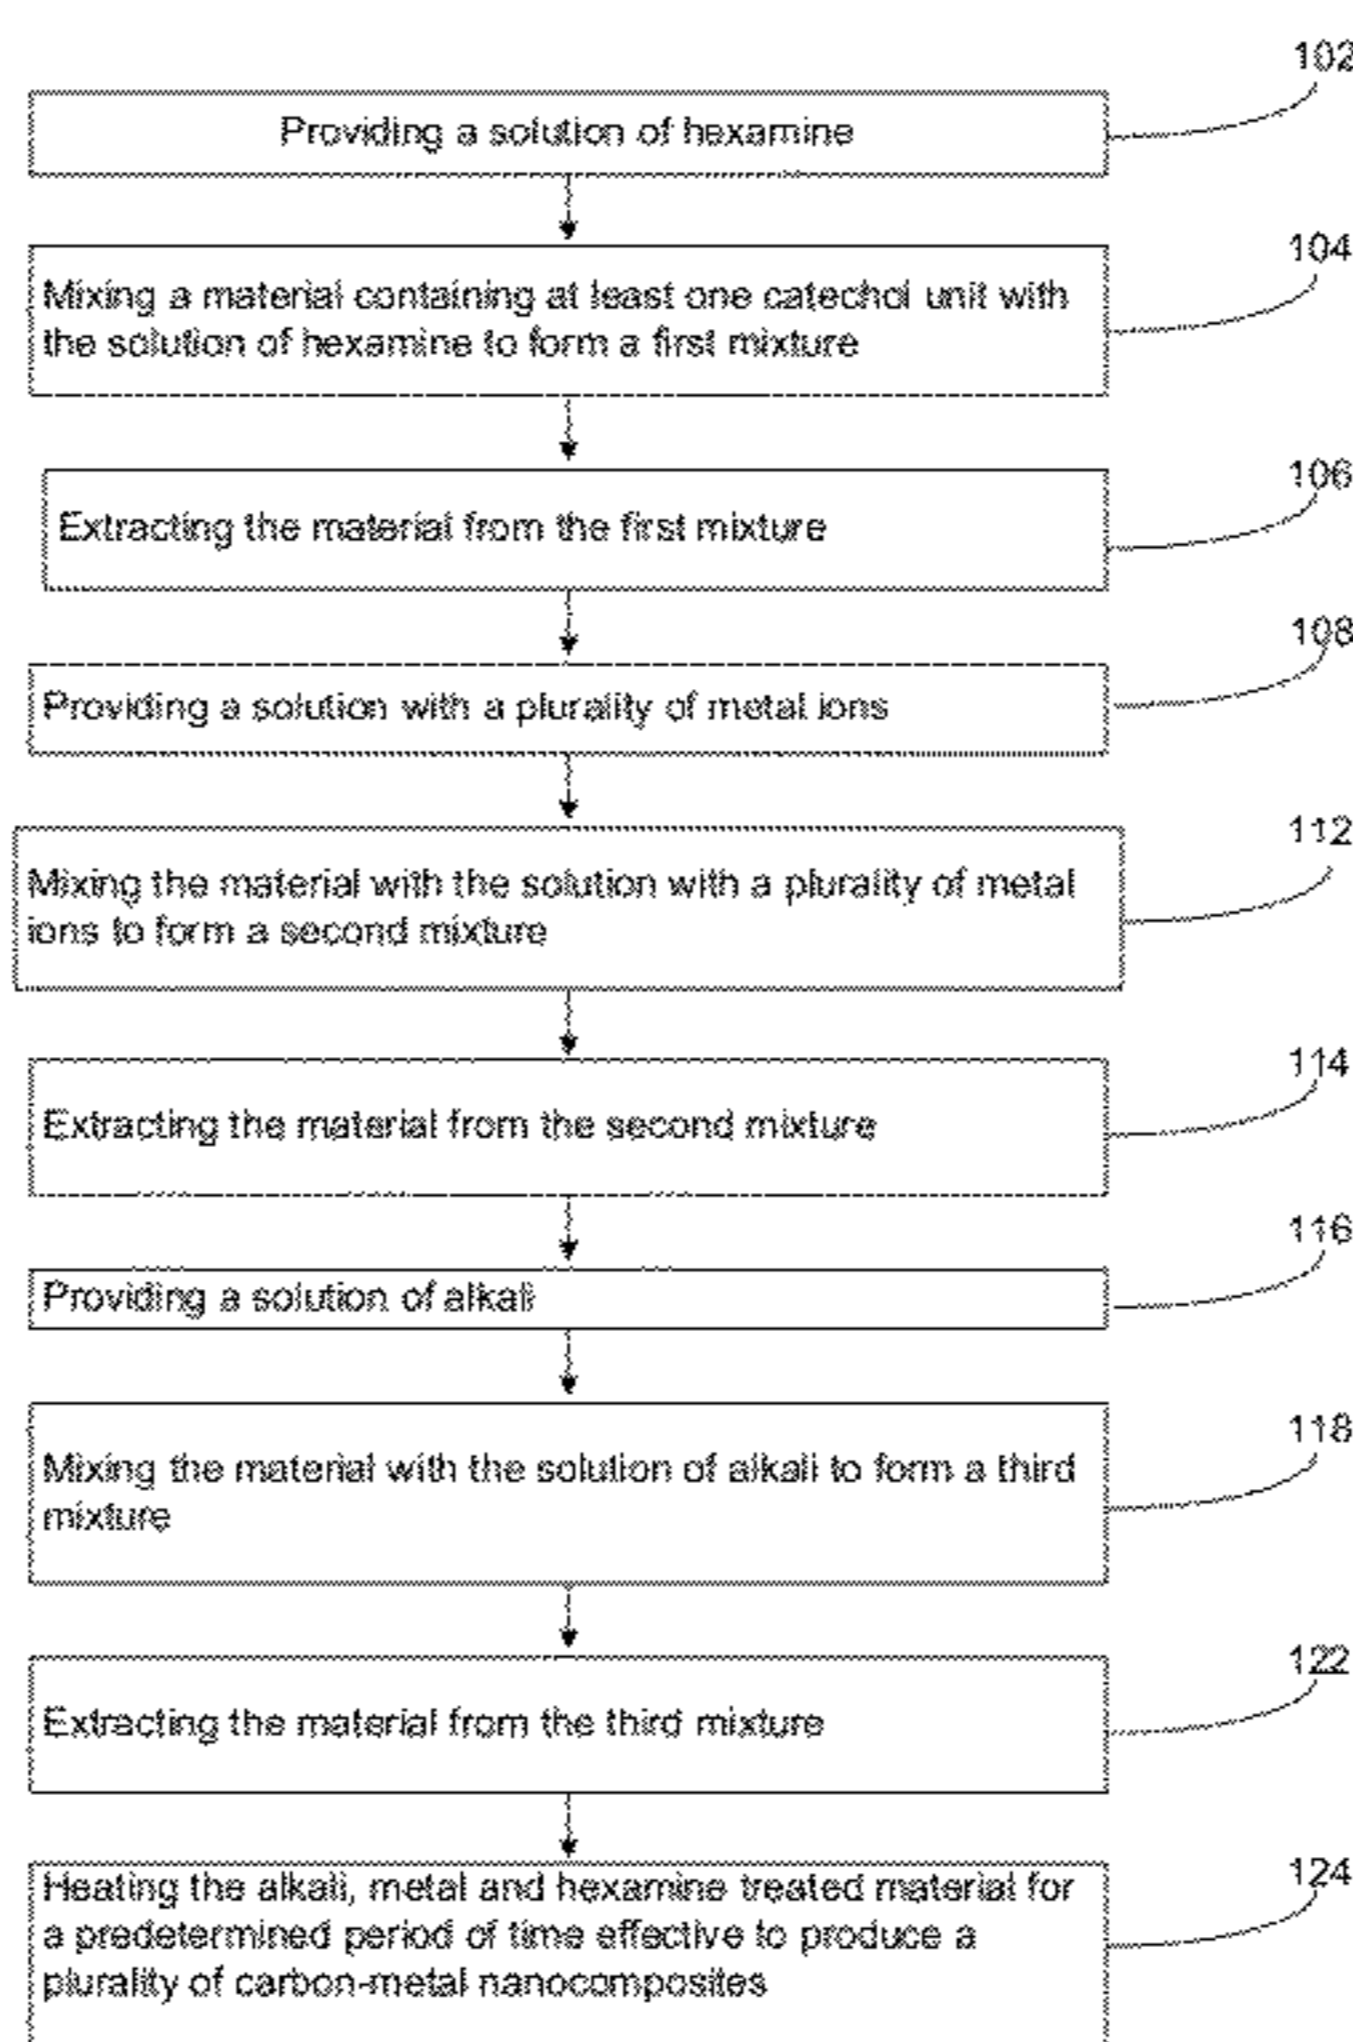 102
Providing a solution of hexamine
104
Mixing a material containing at least one catechol unit with
the solution of hexamine to form a first mixture
106
Extracting the material from the first mixture
108
Providing a solution with a plurality of metal ions
112
Mixing the material with the solution with a plurality of metal
ions to form a second mixture
114
Extracting the material from the second mixture
116
Providing a solution of alkali
118
Mixing the material with the solution of alkali to form a third
mixture
122
Extracting the material from the third mixture
124
Heating the alkali, metal and hexamine treated material for
a predetermined period of time effective to produce a
plurality of carbon-metal nanocomposites